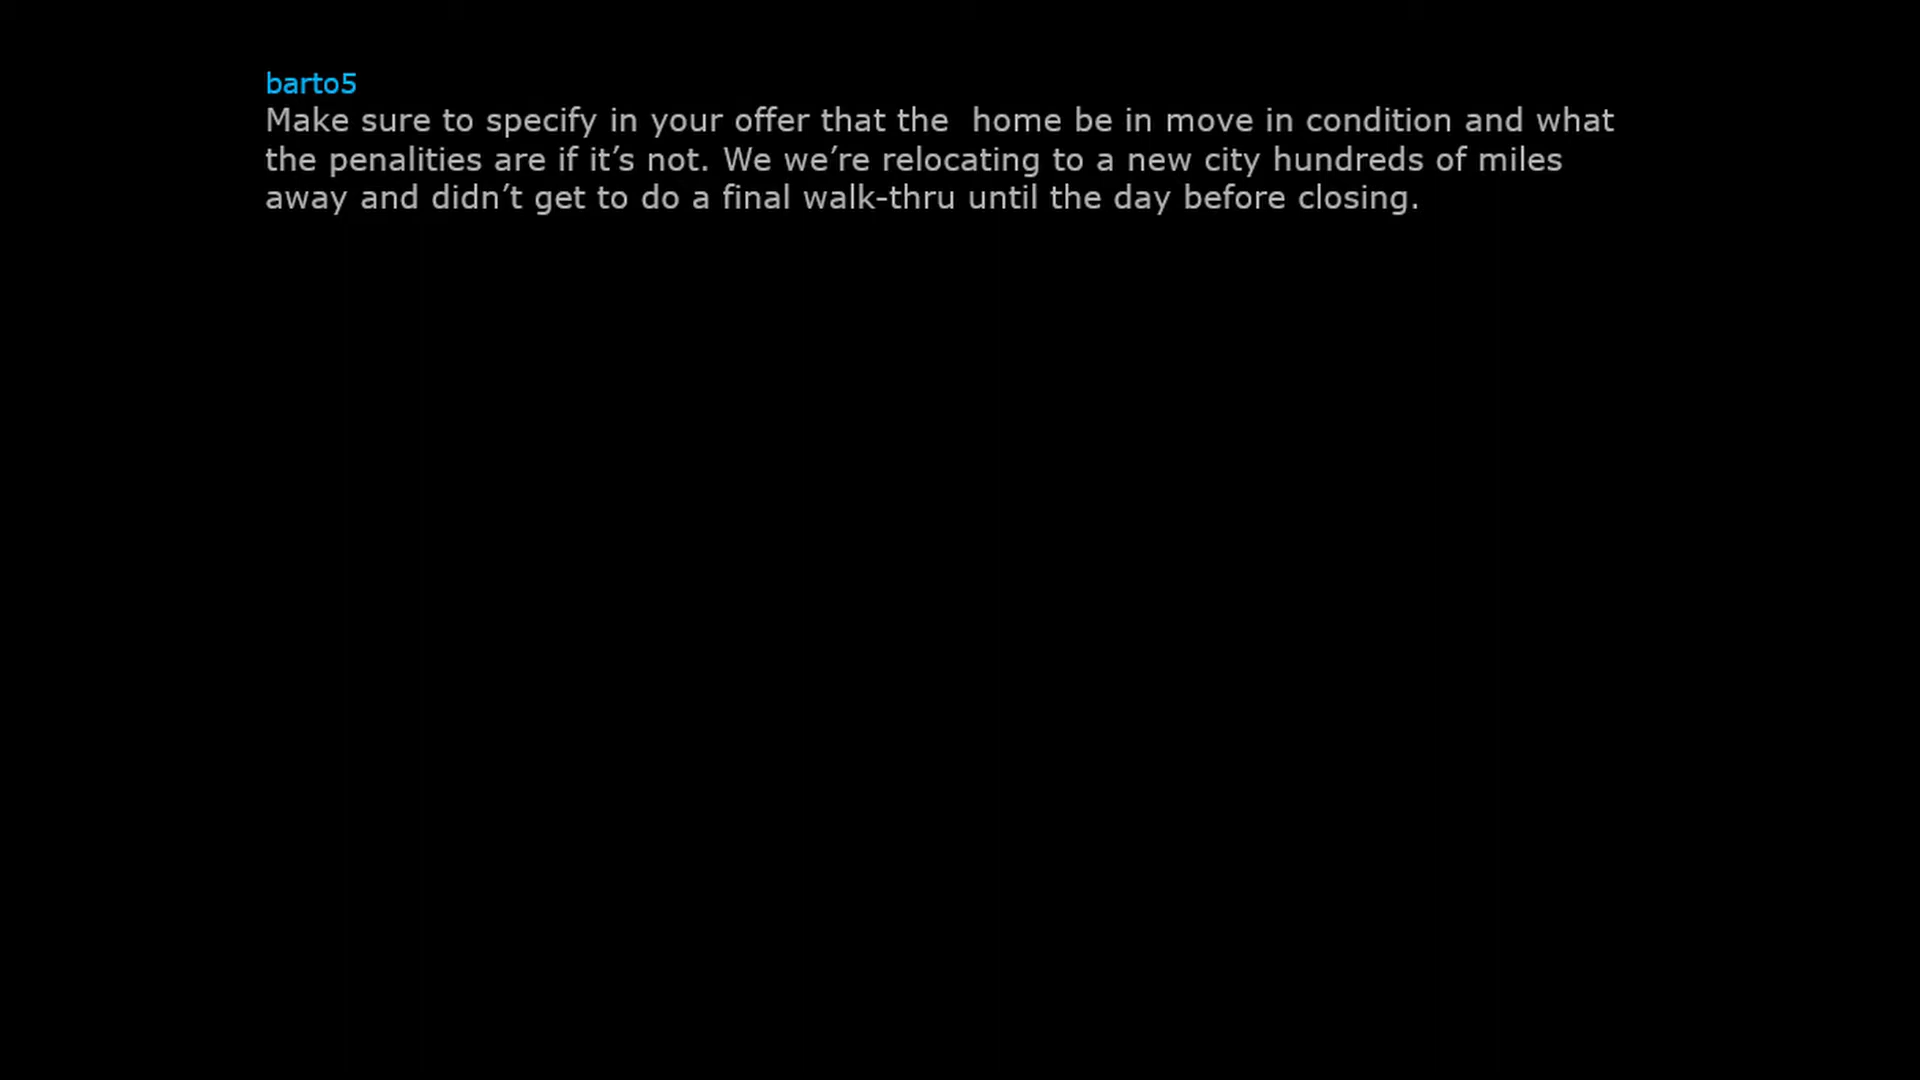 barto5
Make sure to specify in your offer that the  home be in move in condition and what
the penalities are if it’s not. We we’re relocating to a new city hundreds of miles
away and didn’t get to do a final walk-thru until the day before closing.